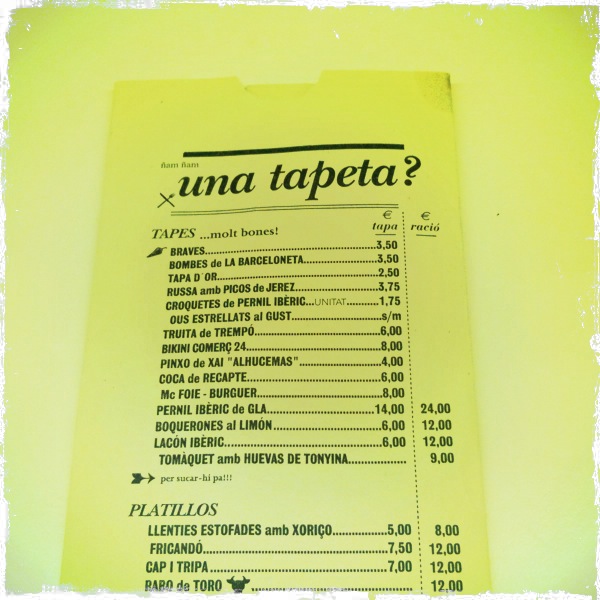 ñam ñam
una tapeta?
TAPES ...molt bones! € tapa € ració
BRAVES 3,50
BOMBES de LA BARCELONETA 3,50
TAPA D´OR 2,50
RUSSA amb PICOS de JEREZ 3,75
CROQUETES de PERNIL IBÈRIC...UNITAT 1,75
OUS ESTRELLATS al GUST s/m
TRUITA de TREMPÓ 6,00
BIKINI COMERÇ 24 8,00
PINXO de XAI "ALHUCEMAS" 4,00
COCA de RECAPTE 6,00
Mc FOIE - BURGUER 8,00
PERNIL IBÈRIC de GLA 14,00 24,00
BOQUERONES al LIMÓN 6,00 12,00
LACÓN IBÈRIC 6,00 12,00
TOMÀQUET amb HUEVAS DE TONYINA 9,00
per sucar-hi pa!!!
PLATILLOS
LLENTIES ESTOFADES amb XORIÇO 5,00 8,00
FRICANDÓ 7,50 12,00
CAP I TRIPA 7,00 12,00
RABO de TORO 12,00